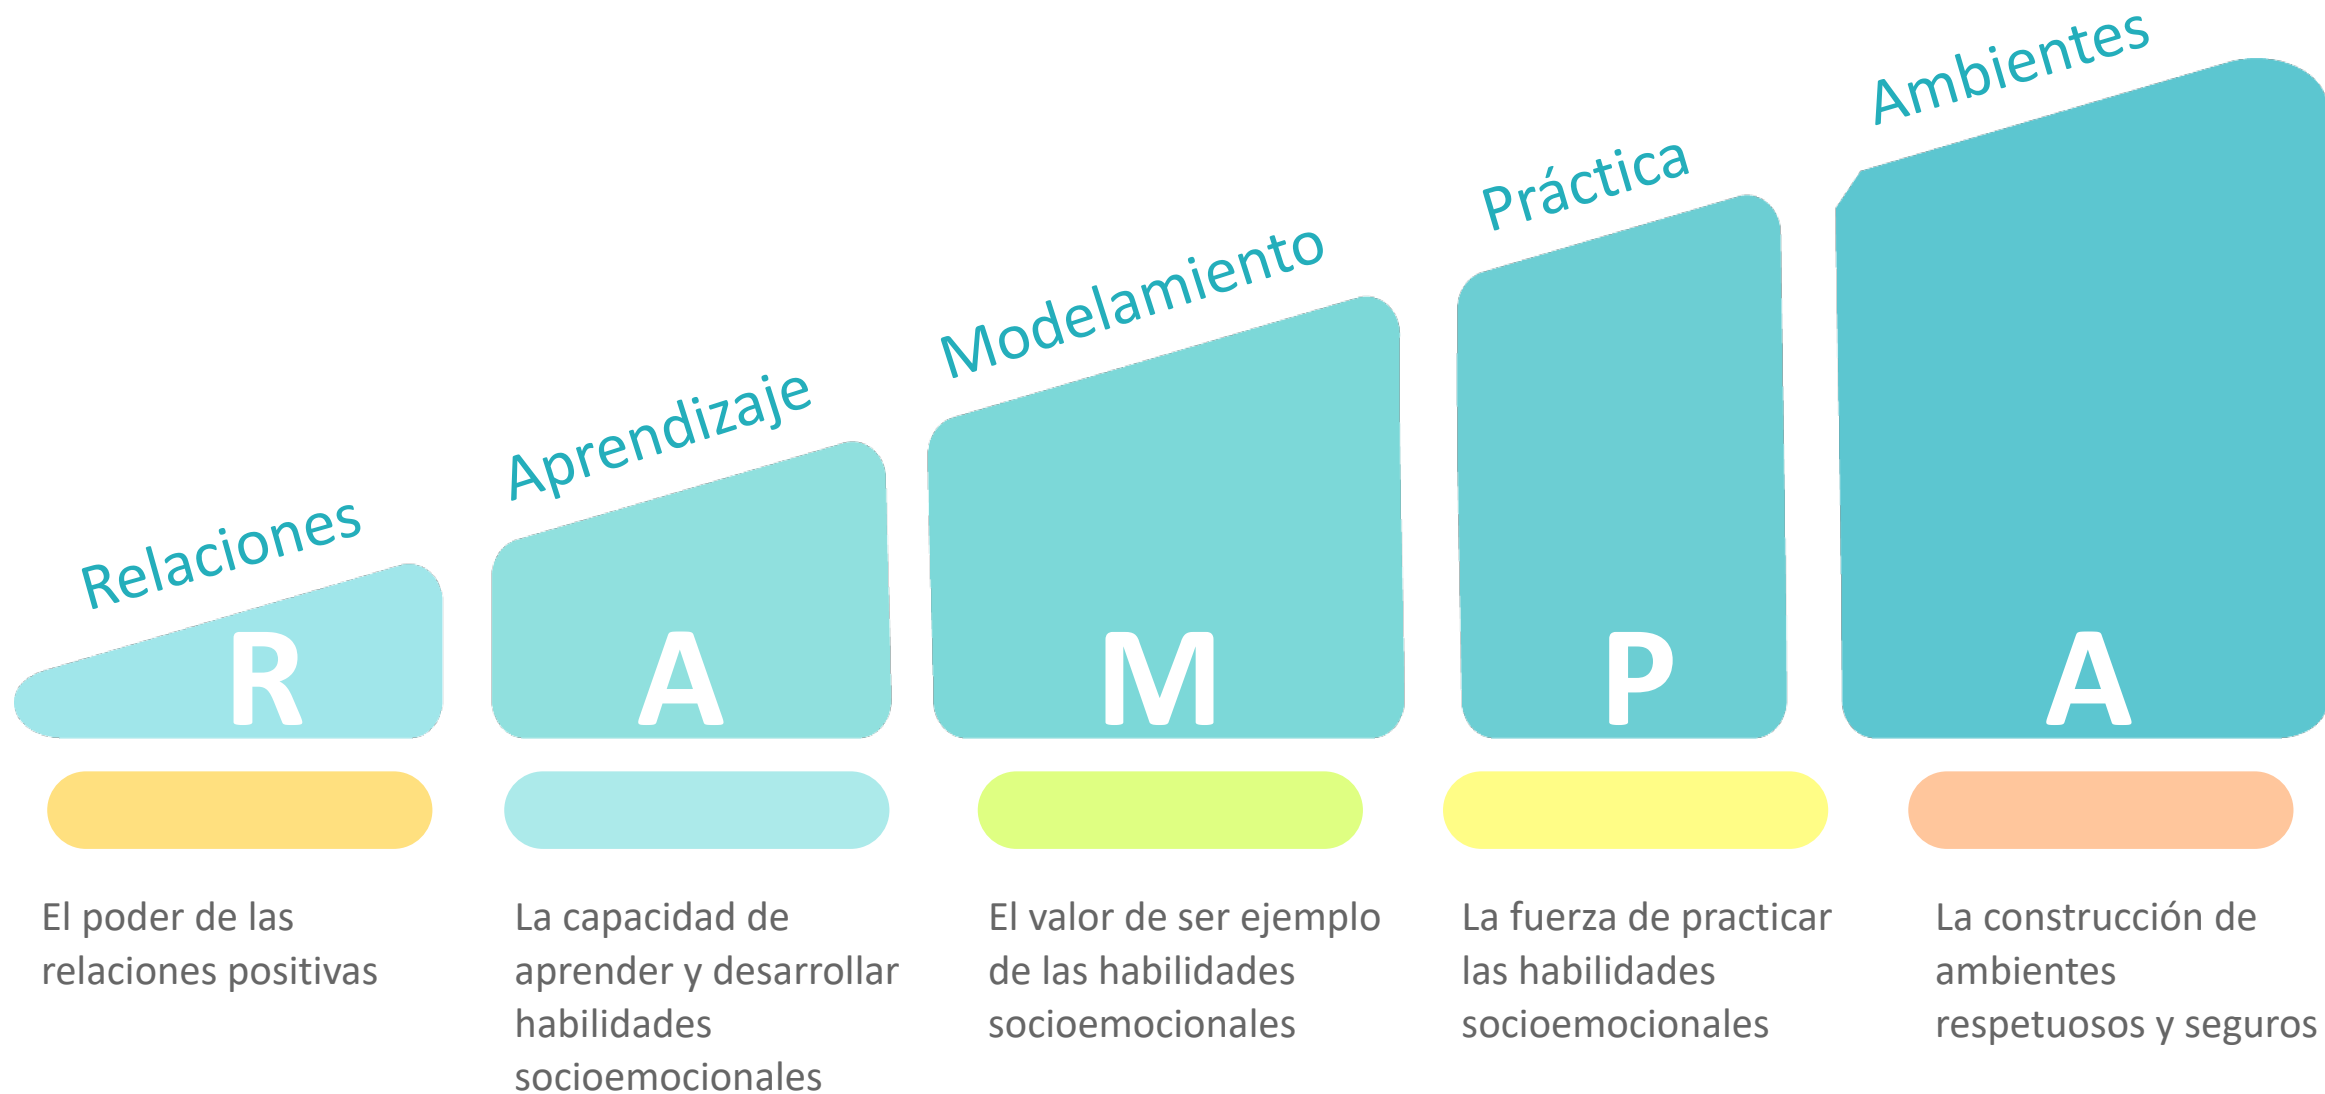 Relaciones
Aprendizaje
Modelamiento
Práctica
Ambientes
R
A
M
P
A
El poder de las
relaciones positivas
La capacidad de
aprender y desarrollar
habilidades
socioemocionales
El valor de ser ejemplo
de las habilidades
socioemocionales
La fuerza de practicar
las habilidades
socioemocionales
La construcción de
ambientes
respetuosos y seguros